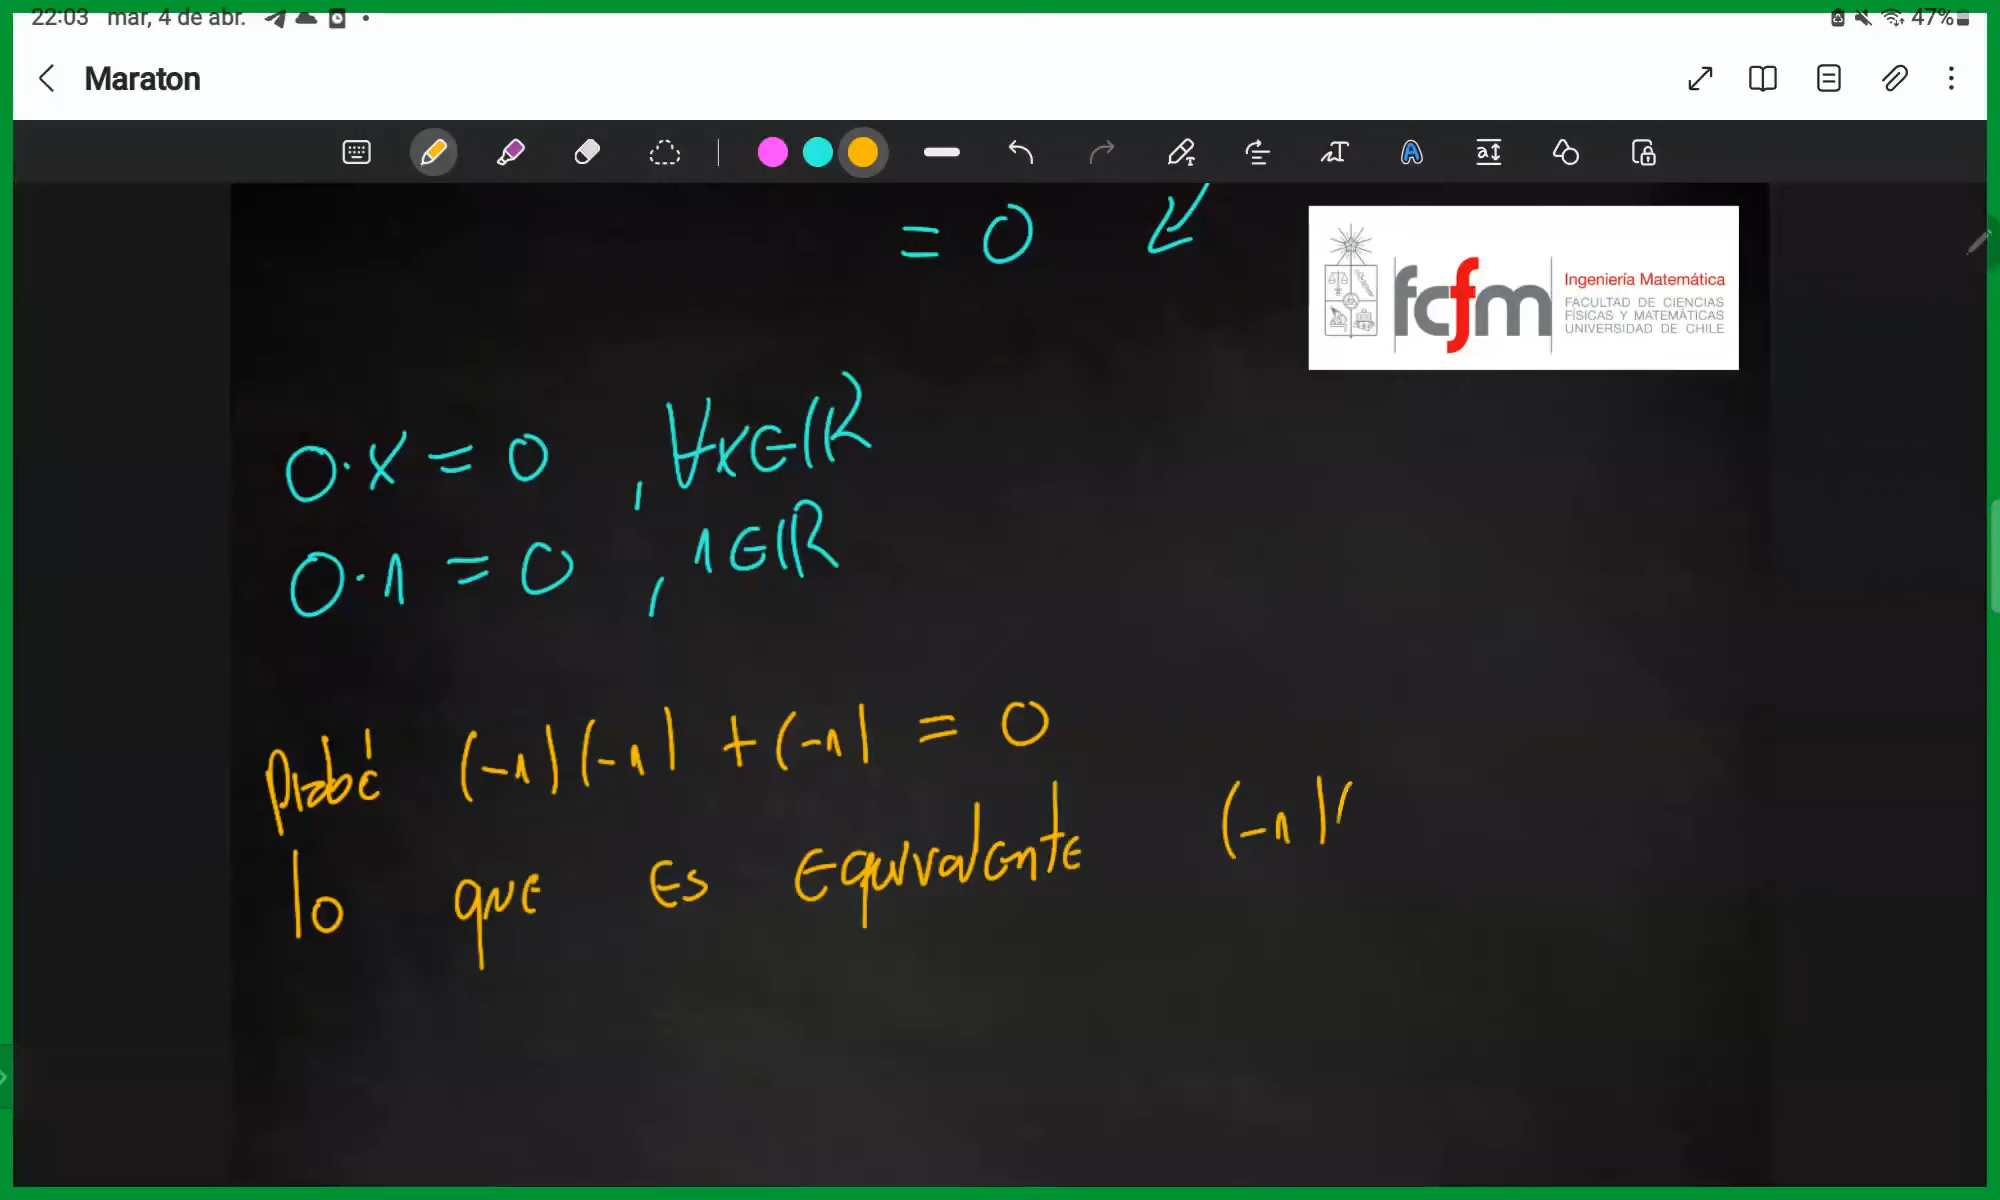 22:03 mar, 4 de abr. 47%
Maraton
= 0
fcfm
Ingeniería Matemática
FACULTAD DE CIENCIAS
FÍSICAS Y MATEMÁTICAS
UNIVERSIDAD DE CHILE
0·x = 0 , ∀x∈ℝ
0·1 = 0 , 1∈ℝ
Probé (-1)(-1) + (-1) = 0
lo que es equivalente (-1)(